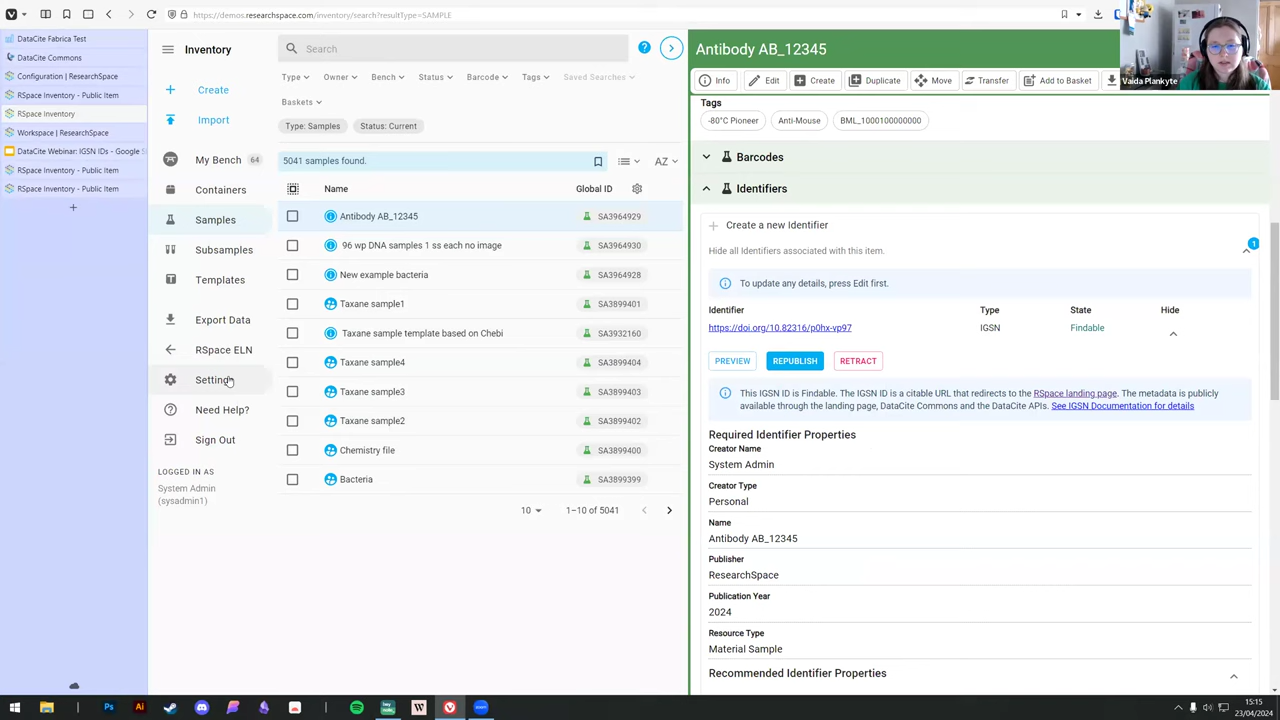 https://demos.researchspace.com/inventory/search?resultType=SAMPLE
DataCite Fabrica Test
DataCite Commons
Configuration | ResearchSpace
RSpace Inventory - Public Item
RSpace Inventory
Workspace | ResearchSpace
DataCite Webinar: IGSN IDs - Google S
RSpace Inventory - Public Item
RSpace Inventory - Public Item
Inventory
Create
Import
My Bench 64
Containers
Samples
Subsamples
Templates
Export Data
RSpace ELN
Settings
Need Help?
Sign Out
LOGGED IN AS
System Admin
(sysadmin1)
Search
Type Owner Bench Status Barcode Tags Saved Searches
Baskets
Type: Samples Status: Current
5041 samples found. AZ
Name Global ID
Antibody AB_12345 SA3964929
96 wp DNA samples 1 ss each no image SA3964930
New example bacteria SA3964928
Taxane sample1 SA3899401
Taxane sample template based on Chebi SA3932160
Taxane sample4 SA3899404
Taxane sample3 SA3899403
Taxane sample2 SA3899402
Chemistry file SA3899400
Bacteria SA3899399
10 1–10 of 5041
Antibody AB_12345
Vaida Plankyte
Info Edit Create Duplicate Move Transfer Add to Basket
Tags
-80°C Pioneer Anti-Mouse BML_1000100000000
Barcodes
Identifiers
Create a new Identifier
Hide all Identifiers associated with this item. 1
To update any details, press Edit first.
Identifier Type State Hide
https://doi.org/10.82316/p0hx-vp97 IGSN Findable
PREVIEW REPUBLISH RETRACT
This IGSN ID is Findable. The IGSN ID is a citable URL that redirects to the RSpace landing page. The metadata is publicly
available through the landing page, DataCite Commons and the DataCite APIs. See IGSN Documentation for details
Required Identifier Properties
Creator Name
System Admin
Creator Type
Personal
Name
Antibody AB_12345
Publisher
ResearchSpace
Publication Year
2024
Resource Type
Material Sample
Recommended Identifier Properties
15:15
23/04/2024